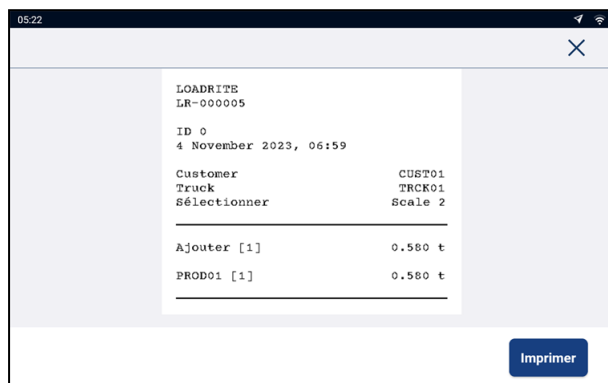 05:22
LOADRITE
LR-000005
ID 0
4 November 2023, 06:59
Customer CUST01
Truck TRCK01
Sélectionner Scale 2
Ajouter [1] 0.580 t
PROD01 [1] 0.580 t
Imprimer